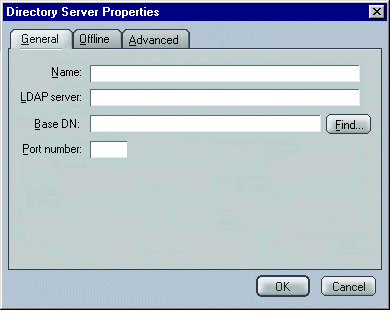 Directory Server Properties
General Offline Advanced
Name:
LDAP server:
Base DN: Find...
Port number:
OK Cancel